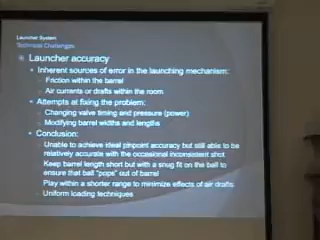 Launcher System
Technical Challenges
Launcher accuracy
Inherent sources of error in the launching mechanism:
Friction within the barrel
Air currents or drafts within the room
Attempts at fixing the problem:
Changing valve timing and pressure (power)
Modifying barrel widths and lengths
Conclusion:
Unable to achieve ideal pinpoint accuracy but still able to be
relatively accurate with the occasional inconsistent shot
Keep barrel length short but with a snug fit on the ball to
ensure that ball "pops" out of barrel
Play within a shorter range to minimize effects of air drafts
Uniform loading techniques